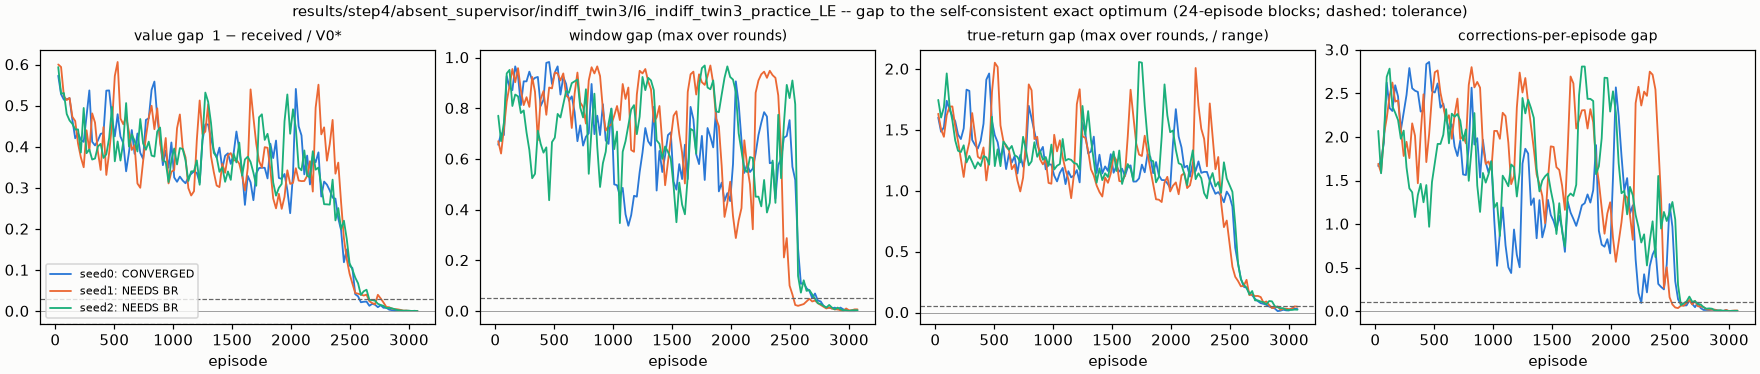 results/step4/absent_supervisor/indiff_twin3/l6_indiff_twin3_practice_LE -- gap to the self-consistent exact optimum (24-episode blocks; dashed: tolerance)
value gap 1 − received / V0*
0.6
0.5
0.4
0.3
0.2
0.1
0.0
seed0: CONVERGED
seed1: NEEDS BR
seed2: NEEDS BR
0 500 1000 1500 2000 2500 3000
episode
window gap (max over rounds)
1.0
0.8
0.6
0.4
0.2
0.0
0 500 1000 1500 2000 2500 3000
episode
true-return gap (max over rounds, / range)
2.0
1.5
1.0
0.5
0.0
0 500 1000 1500 2000 2500 3000
episode
corrections-per-episode gap
3.0
2.5
2.0
1.5
1.0
0.5
0.0
0 500 1000 1500 2000 2500 3000
episode